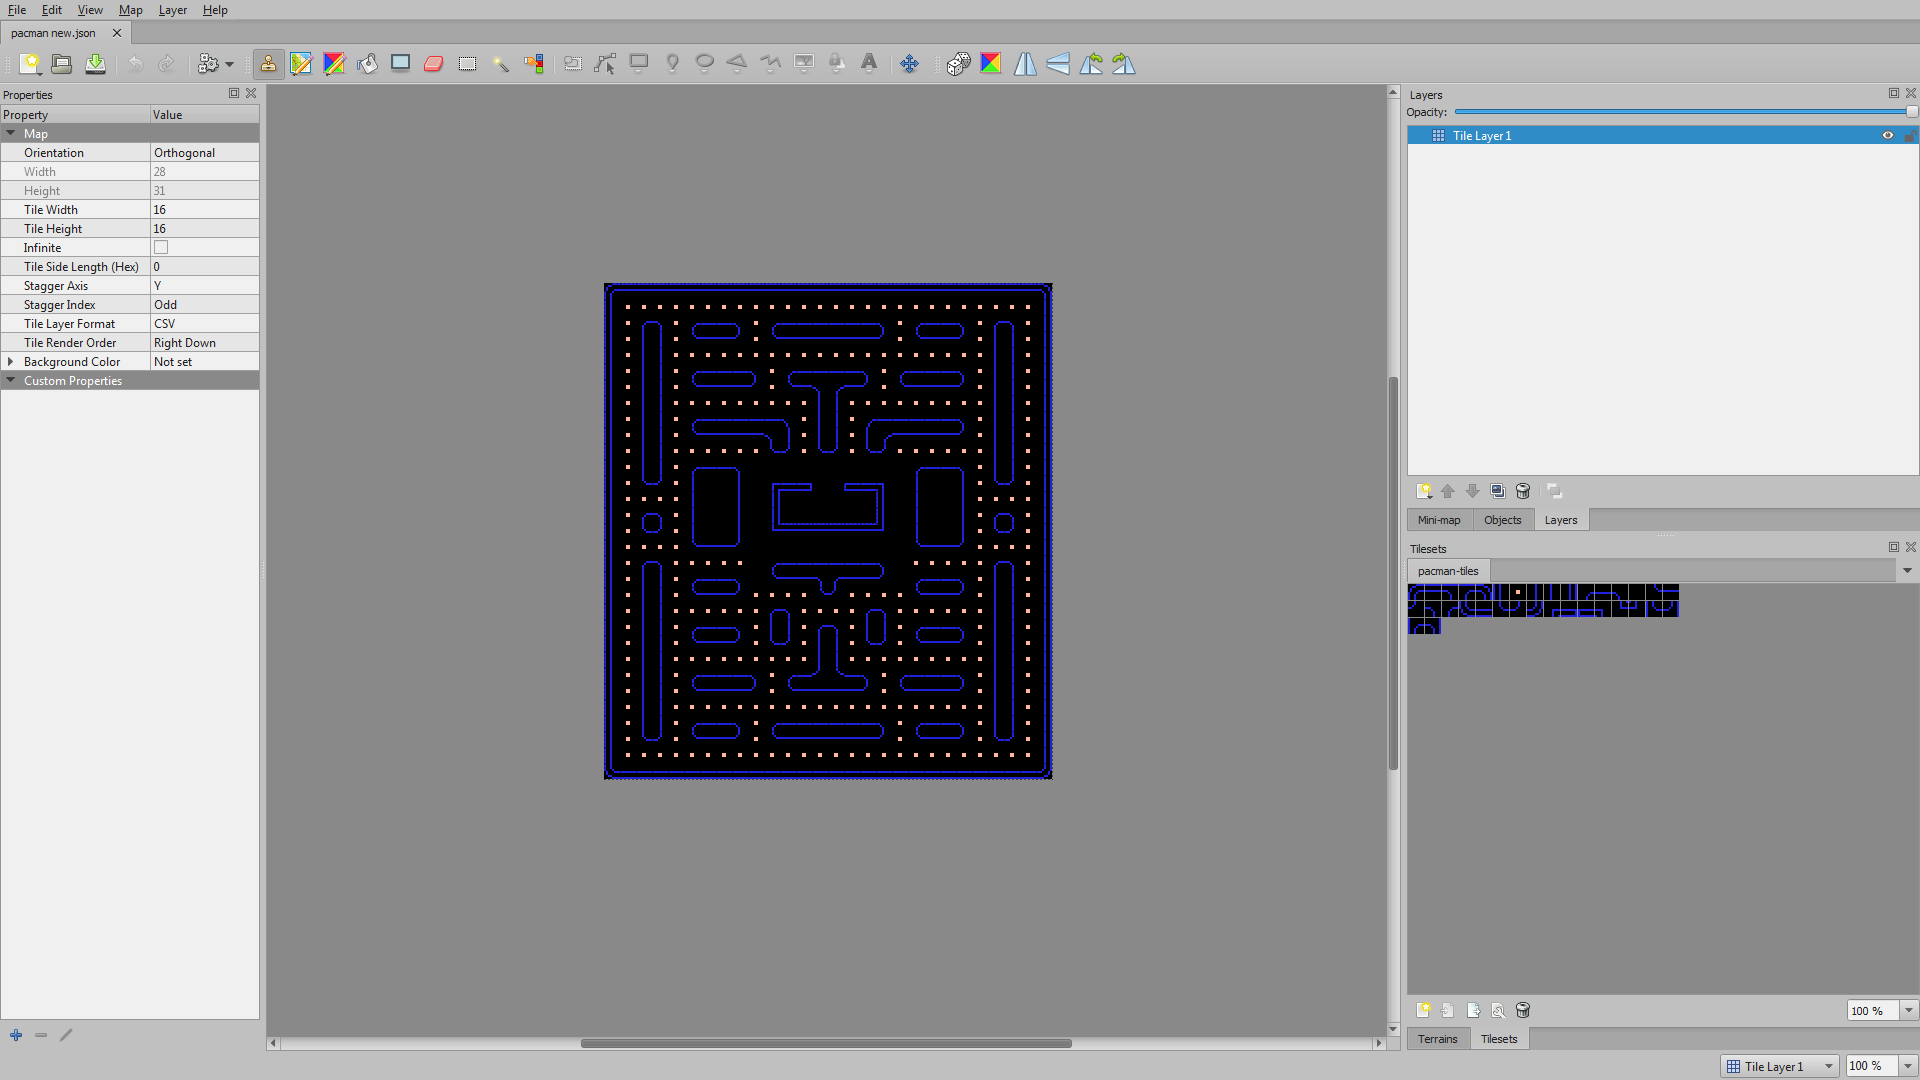 File Edit View Map Layer Help
pacman new.json
Properties
Property Value
Map
Orientation Orthogonal
Width 28
Height 31
Tile Width 16
Tile Height 16
Infinite
Tile Side Length (Hex) 0
Stagger Axis Y
Stagger Index Odd
Tile Layer Format CSV
Tile Render Order Right Down
Background Color Not set
Custom Properties
Layers
Opacity:
Tile Layer 1
Mini-map Objects Layers
Tilesets
pacman-tiles
100 %
Terrains Tilesets
Tile Layer 1 100 %